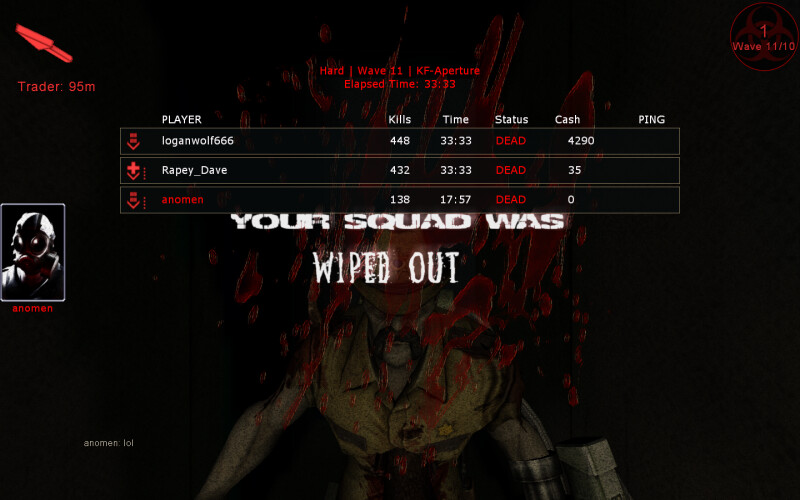 1
Wave 11/10
Trader: 95m
Hard | Wave 11 | KF-Aperture
Elapsed Time: 33:33
PLAYER Kills Time Status Cash PING
loganwolf666 448 33:33 DEAD 4290
Rapey_Dave 432 33:33 DEAD 35
anomen 138 17:57 DEAD 0
YOUR SQUAD WAS
WIPED OUT
anomen
anomen: lol